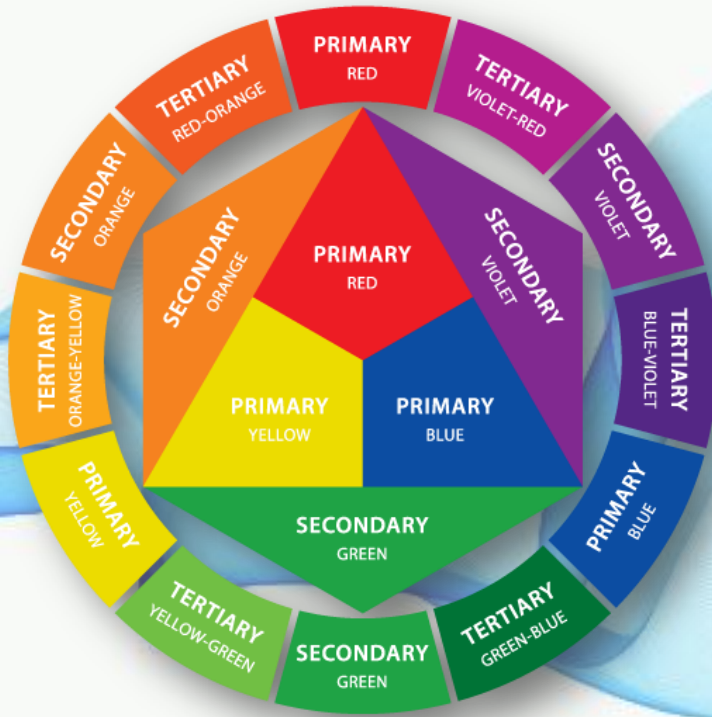 PRIMARY
RED
TERTIARY
VIOLET-RED
SECONDARY
VIOLET
TERTIARY
BLUE-VIOLET
PRIMARY
BLUE
TERTIARY
GREEN-BLUE
SECONDARY
GREEN
TERTIARY
YELLOW-GREEN
PRIMARY
YELLOW
TERTIARY
ORANGE-YELLOW
SECONDARY
ORANGE
TERTIARY
RED-ORANGE
SECONDARY
ORANGE
PRIMARY
RED
SECONDARY
VIOLET
PRIMARY
YELLOW
PRIMARY
BLUE
SECONDARY
GREEN